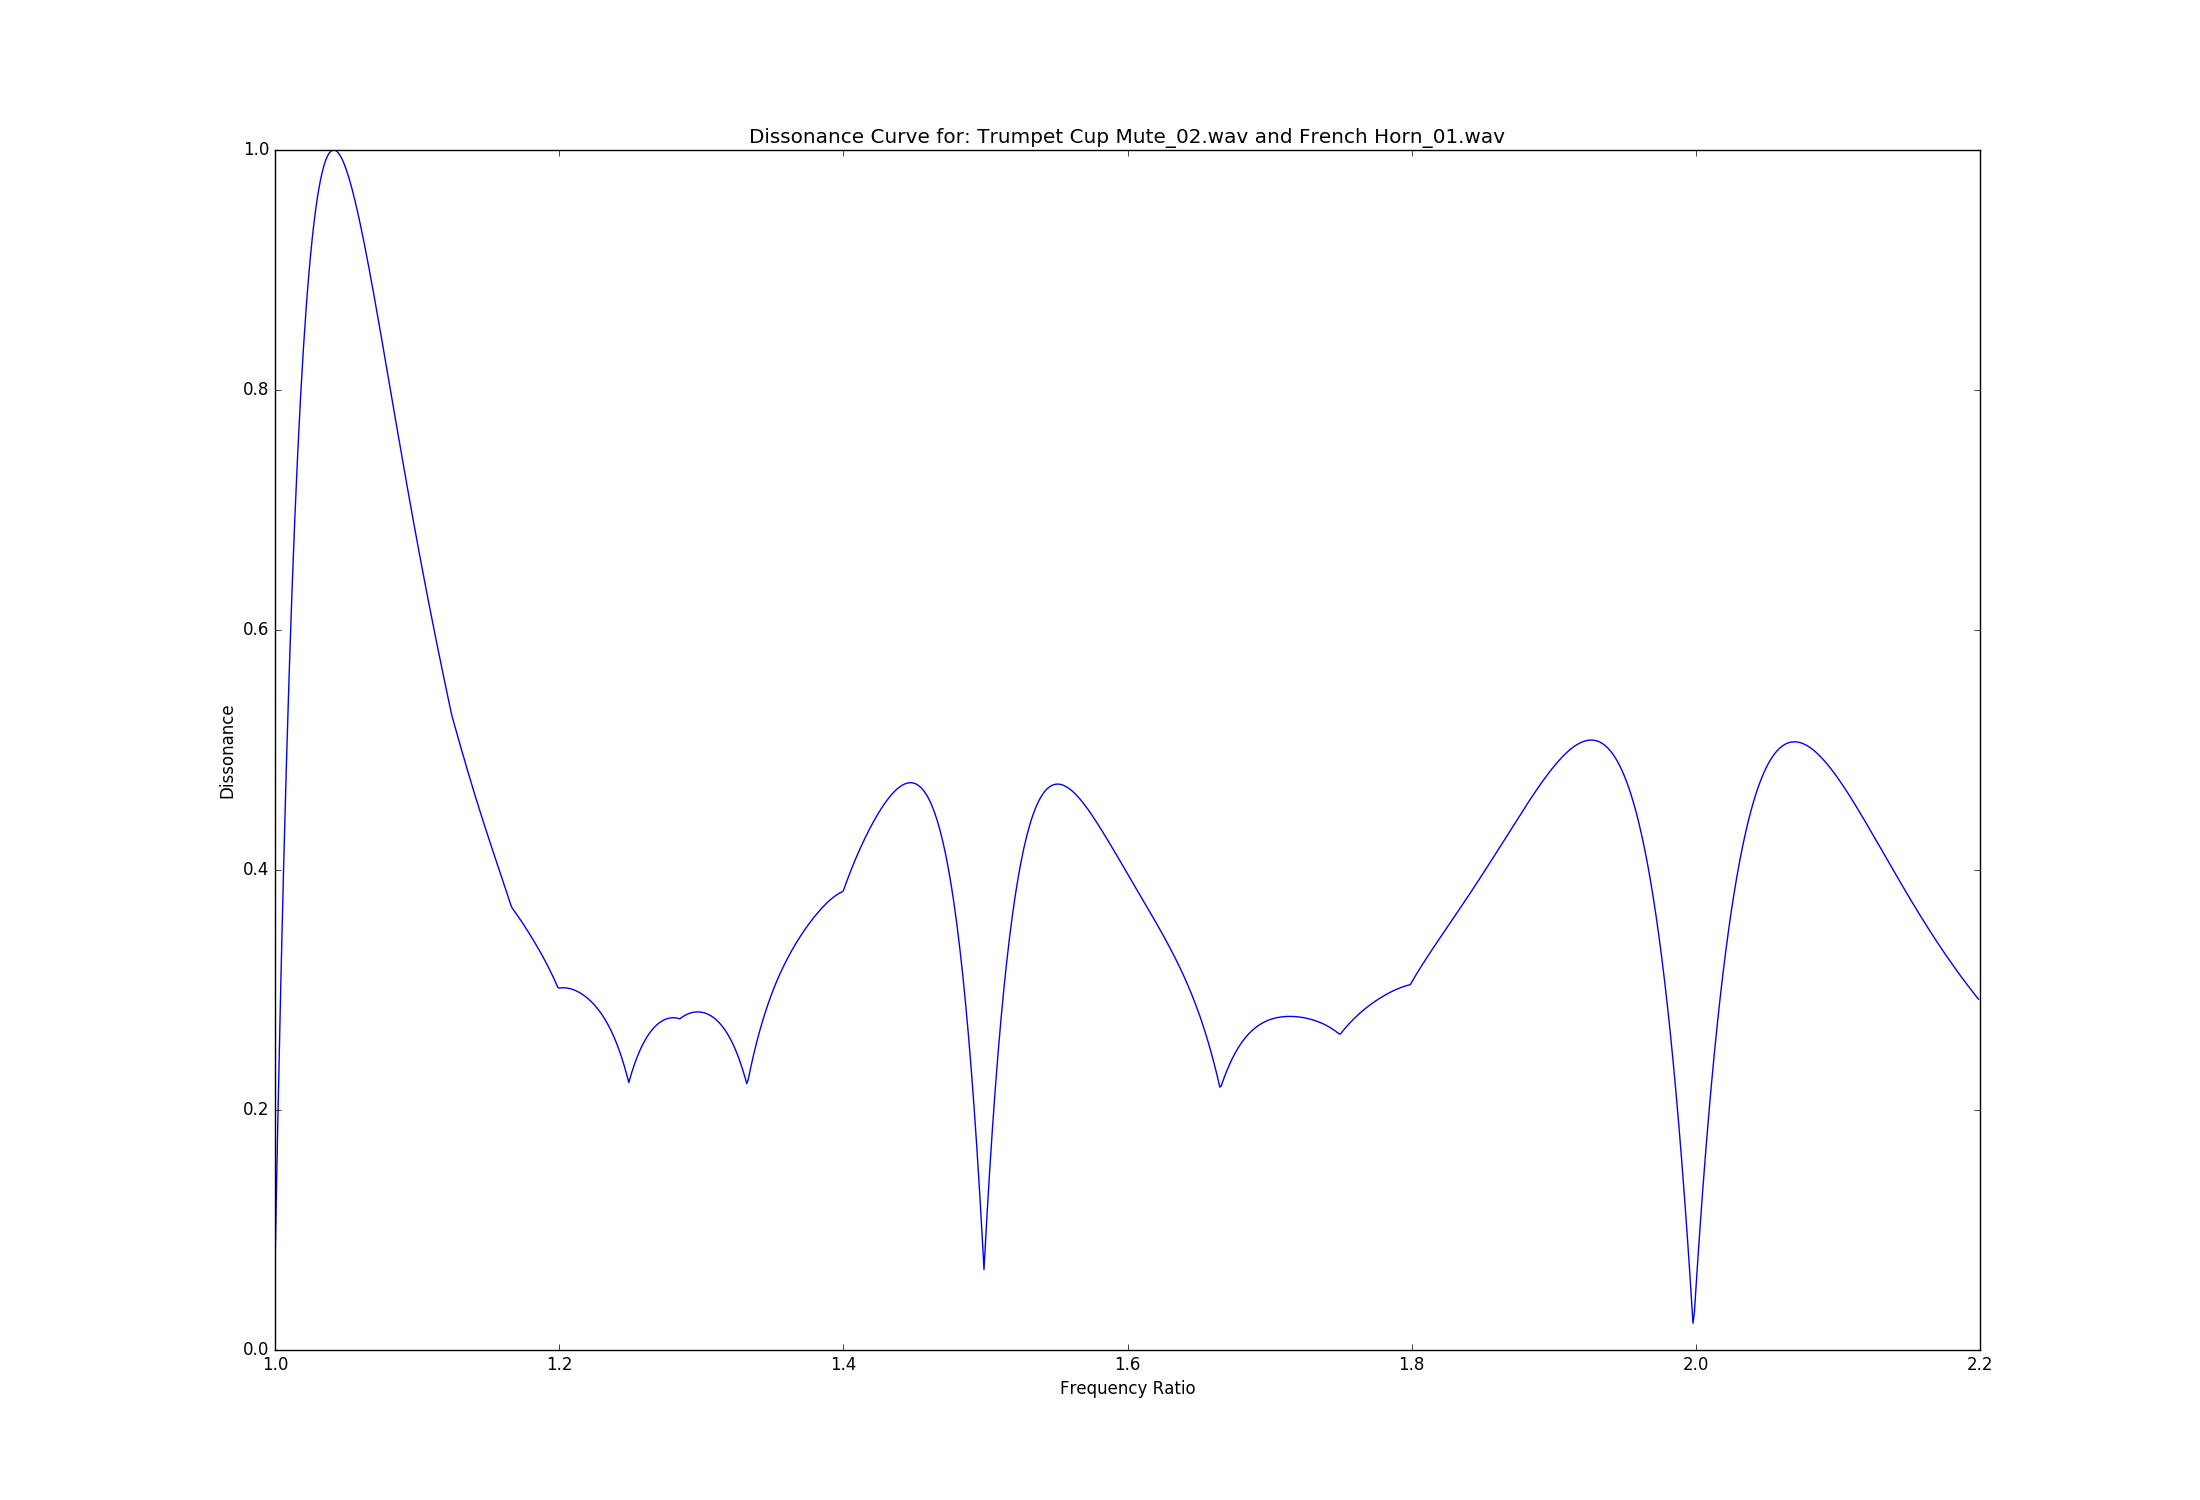 Dissonance Curve for: Trumpet Cup Mute_02.wav and French Horn_01.wav
1.0
0.8
0.6
0.4
0.2
0.0
Dissonance
1.0 1.2 1.4 1.6 1.8 2.0 2.2
Frequency Ratio